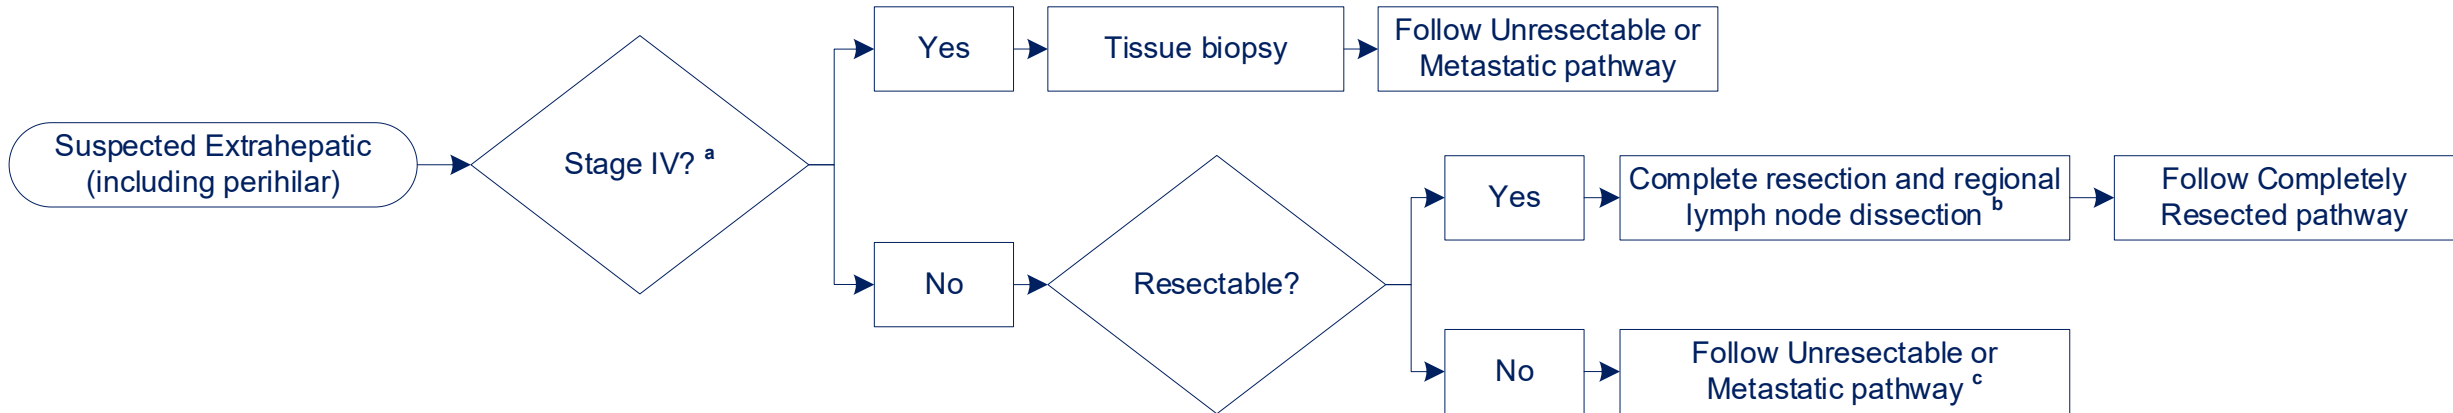 Suspected Extrahepatic
(including perihilar)
Stage IV? a
Yes
Tissue biopsy
Follow Unresectable or
Metastatic pathway
No
Resectable?
Yes
Complete resection and regional
lymph node dissection b
Follow Completely
Resected pathway
No
Follow Unresectable or
Metastatic pathway c